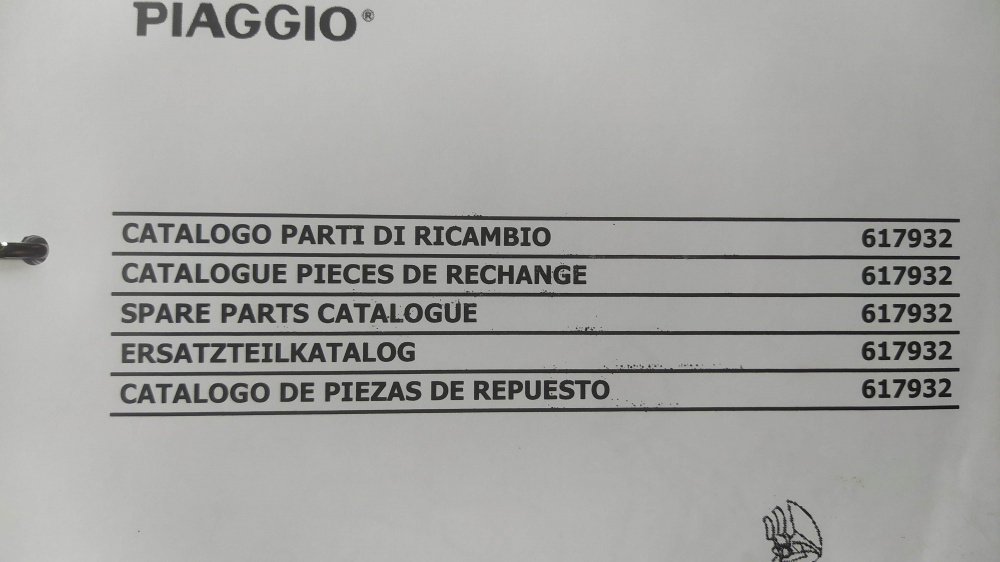 PIAGGIO®
CATALOGO PARTI DI RICAMBIO 617932
CATALOGUE PIECES DE RECHANGE 617932
SPARE PARTS CATALOGUE 617932
ERSATZTEILKATALOG 617932
CATALOGO DE PIEZAS DE REPUESTO 617932